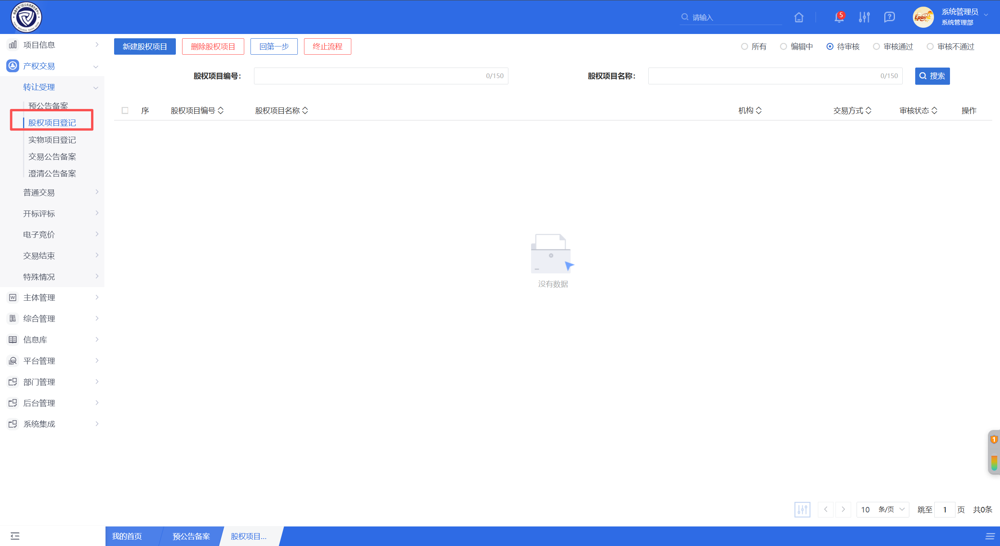 请输入
5
系统管理员
系统管理部
项目信息
产权交易
转让受理
预公告备案
股权项目登记
实物项目登记
交易公告备案
澄清公告备案
普通交易
开标评标
电子竞价
交易结束
特殊情况
主体管理
综合管理
信息库
平台管理
部门管理
后台管理
系统集成
新建股权项目 删除股权项目 回第一步 终止流程
所有 编辑中 待审核 审核通过 审核不通过
股权项目编号： 0/150 股权项目名称： 0/150 搜索
序 股权项目编号 股权项目名称 机构 交易方式 审核状态 操作
没有数据
1
10 条/页 跳至 1 页 共0条
我的首页 预公告备案 股权项目...